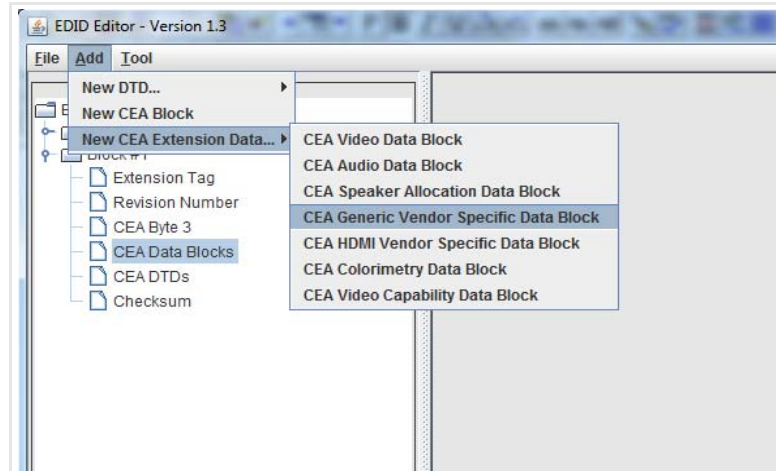 EDID Editor - Version 1.3
File Add Tool
New DTD...
New CEA Block
New CEA Extension Data...
CEA Video Data Block
CEA Audio Data Block
CEA Speaker Allocation Data Block
CEA Generic Vendor Specific Data Block
CEA HDMI Vendor Specific Data Block
CEA Colorimetry Data Block
CEA Video Capability Data Block
Block #1
Extension Tag
Revision Number
CEA Byte 3
CEA Data Blocks
CEA DTDs
Checksum